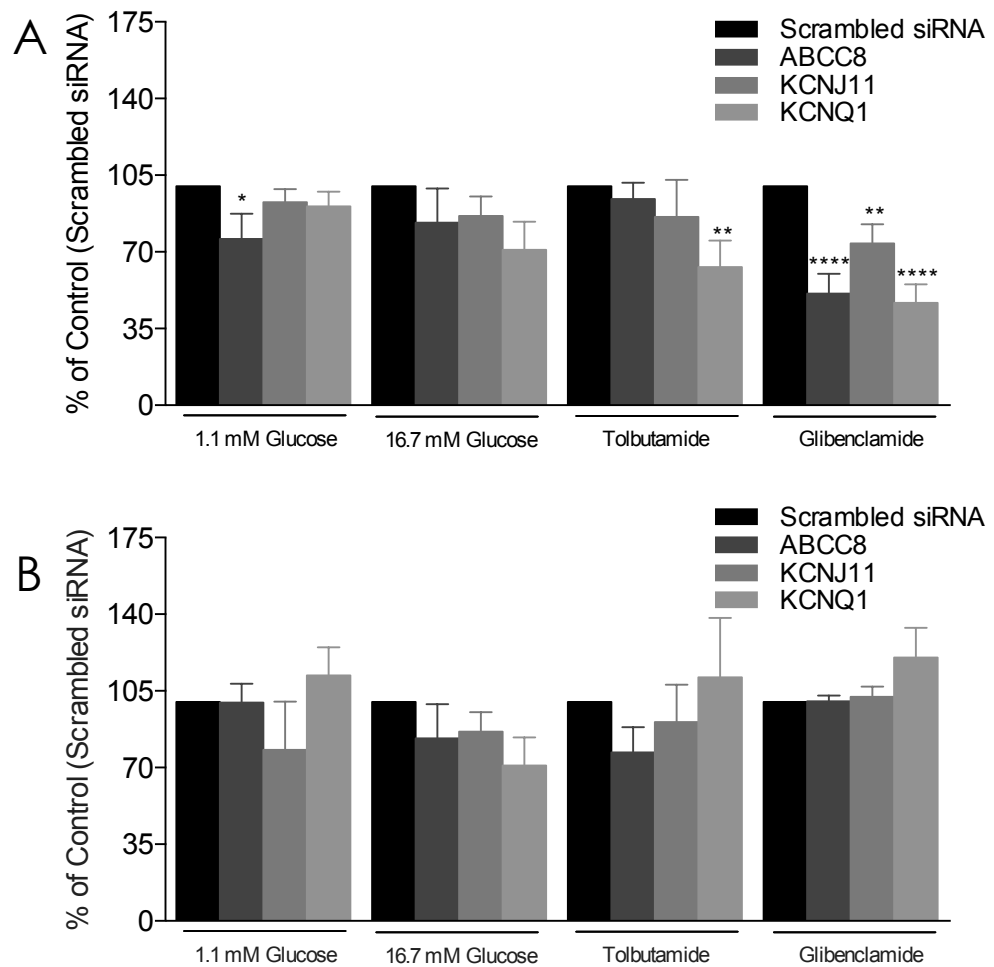 A
% of Control (Scrambled siRNA)
175
140
105
70
35
0
Scrambled siRNA
ABCC8
KCNJ11
KCNQ1
*
**
****
**
****
1.1 mM Glucose
16.7 mM Glucose
Tolbutamide
Glibenclamide
B
% of Control (Scrambled siRNA)
175
140
105
70
35
0
Scrambled siRNA
ABCC8
KCNJ11
KCNQ1
1.1 mM Glucose
16.7 mM Glucose
Tolbutamide
Glibenclamide